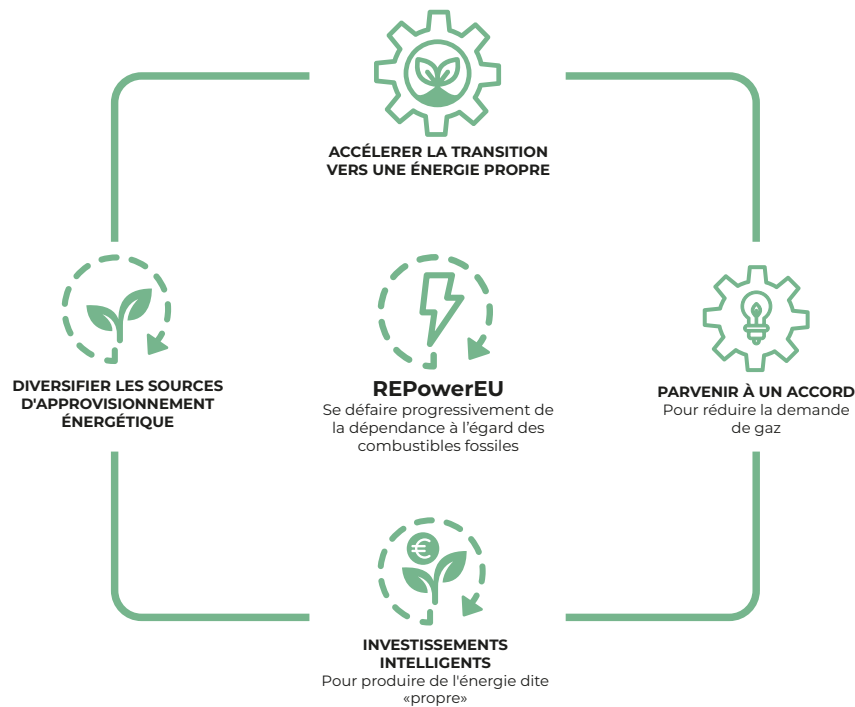 ACCÉLERER LA TRANSITION
VERS UNE ÉNERGIE PROPRE
DIVERSIFIER LES SOURCES
D'APPROVISIONNEMENT
ÉNERGÉTIQUE
REPowerEU
Se défaire progressivement de
la dépendance à l’égard des
combustibles fossiles
PARVENIR À UN ACCORD
Pour réduire la demande
de gaz
€
INVESTISSEMENTS
INTELLIGENTS
Pour produire de l'énergie dite
«propre»